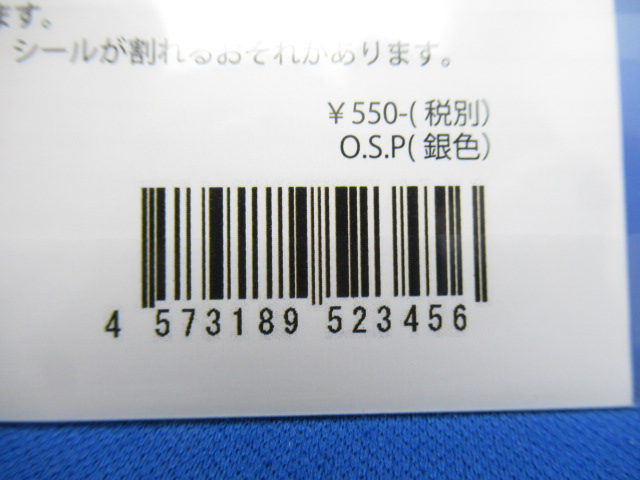 ます。
シールが割れるおそれがあります。
￥550-(税別)
O.S.P(銀色)
4 573189 523456